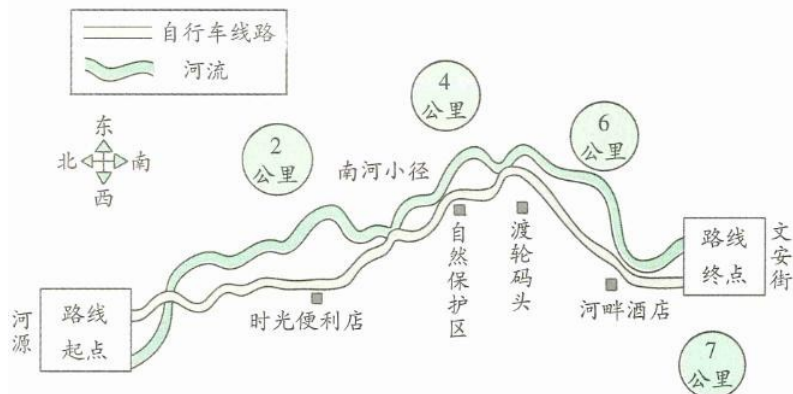 自行车线路
河流
东
北
南
西
2
公里
4
公里
6
公里
南河小径
自然保护区
渡轮码头
路线
终点
文安街
河源
路线
起点
时光便利店
河畔酒店
7
公里